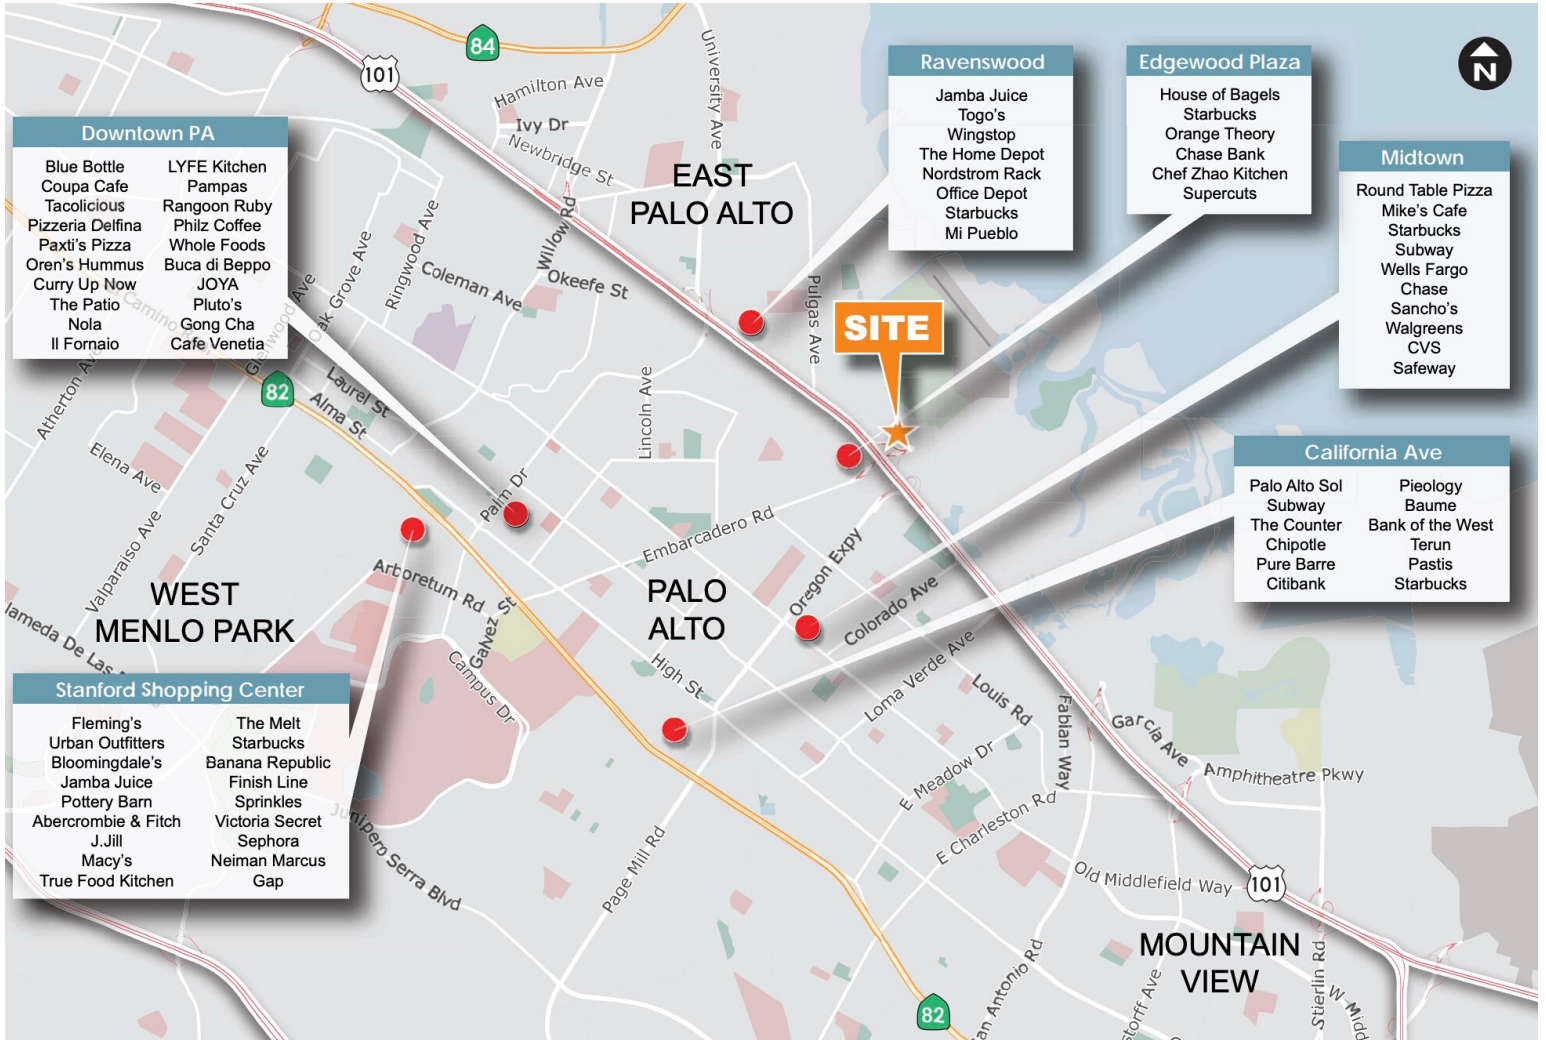 84
101
University Ave
Hamilton Ave
Ivy Dr
Newbridge St
EAST
PALO ALTO
Willow Rd
Okeefe St
Coleman Ave
Ringwood Ave
Oak Grove Ave
Glenwood Ave
Pulgas Ave
N
Ravenswood
Jamba Juice
Togo's
Wingstop
The Home Depot
Nordstrom Rack
Office Depot
Starbucks
Mi Pueblo
Edgewood Plaza
House of Bagels
Starbucks
Orange Theory
Chase Bank
Chef Zhao Kitchen
Supercuts
Midtown
Round Table Pizza
Mike's Cafe
Starbucks
Subway
Wells Fargo
Chase
Sancho's
Walgreens
CVS
Safeway
Downtown PA
Blue Bottle LYFE Kitchen
Coupa Cafe Pampas
Tacolicious Rangoon Ruby
Pizzeria Delfina Philz Coffee
Paxti's Pizza Whole Foods
Oren's Hummus Buca di Beppo
Curry Up Now JOYA
The Patio Pluto's
Nola Gong Cha
Il Fornaio Cafe Venetia
Camino
SITE
82
Atherton Ave
Laurel St
Alma St
Lincoln Ave
Elena Ave
Santa Cruz Ave
Valparaiso Ave
Palm Dr
Embarcadero Rd
Oregon Expy
Colorado Ave
California Ave
Palo Alto Sol Pieology
Subway Baume
The Counter Bank of the West
Chipotle Terun
Pure Barre Pastis
Citibank Starbucks
WEST
MENLO PARK
Arboretum Rd
Galvez St
Campus Dr
PALO
ALTO
High St
Loma Verde Ave
Louis Rd
Fabian Way
Garcia Ave
Amphitheatre Pkwy
lameda De Las
Stanford Shopping Center
Fleming's The Melt
Urban Outfitters Starbucks
Bloomingdale's Banana Republic
Jamba Juice Finish Line
Pottery Barn Sprinkles
Abercrombie & Fitch Victoria Secret
J.Jill Sephora
Macy's Neiman Marcus
True Food Kitchen Gap
Junipero Serra Blvd
Page Mill Rd
E Meadow Dr
E Charleston Rd
Old Middlefield Way
101
MOUNTAIN
VIEW
82
an Antonio Rd
storff Ave
Stierlin Rd
W Midd